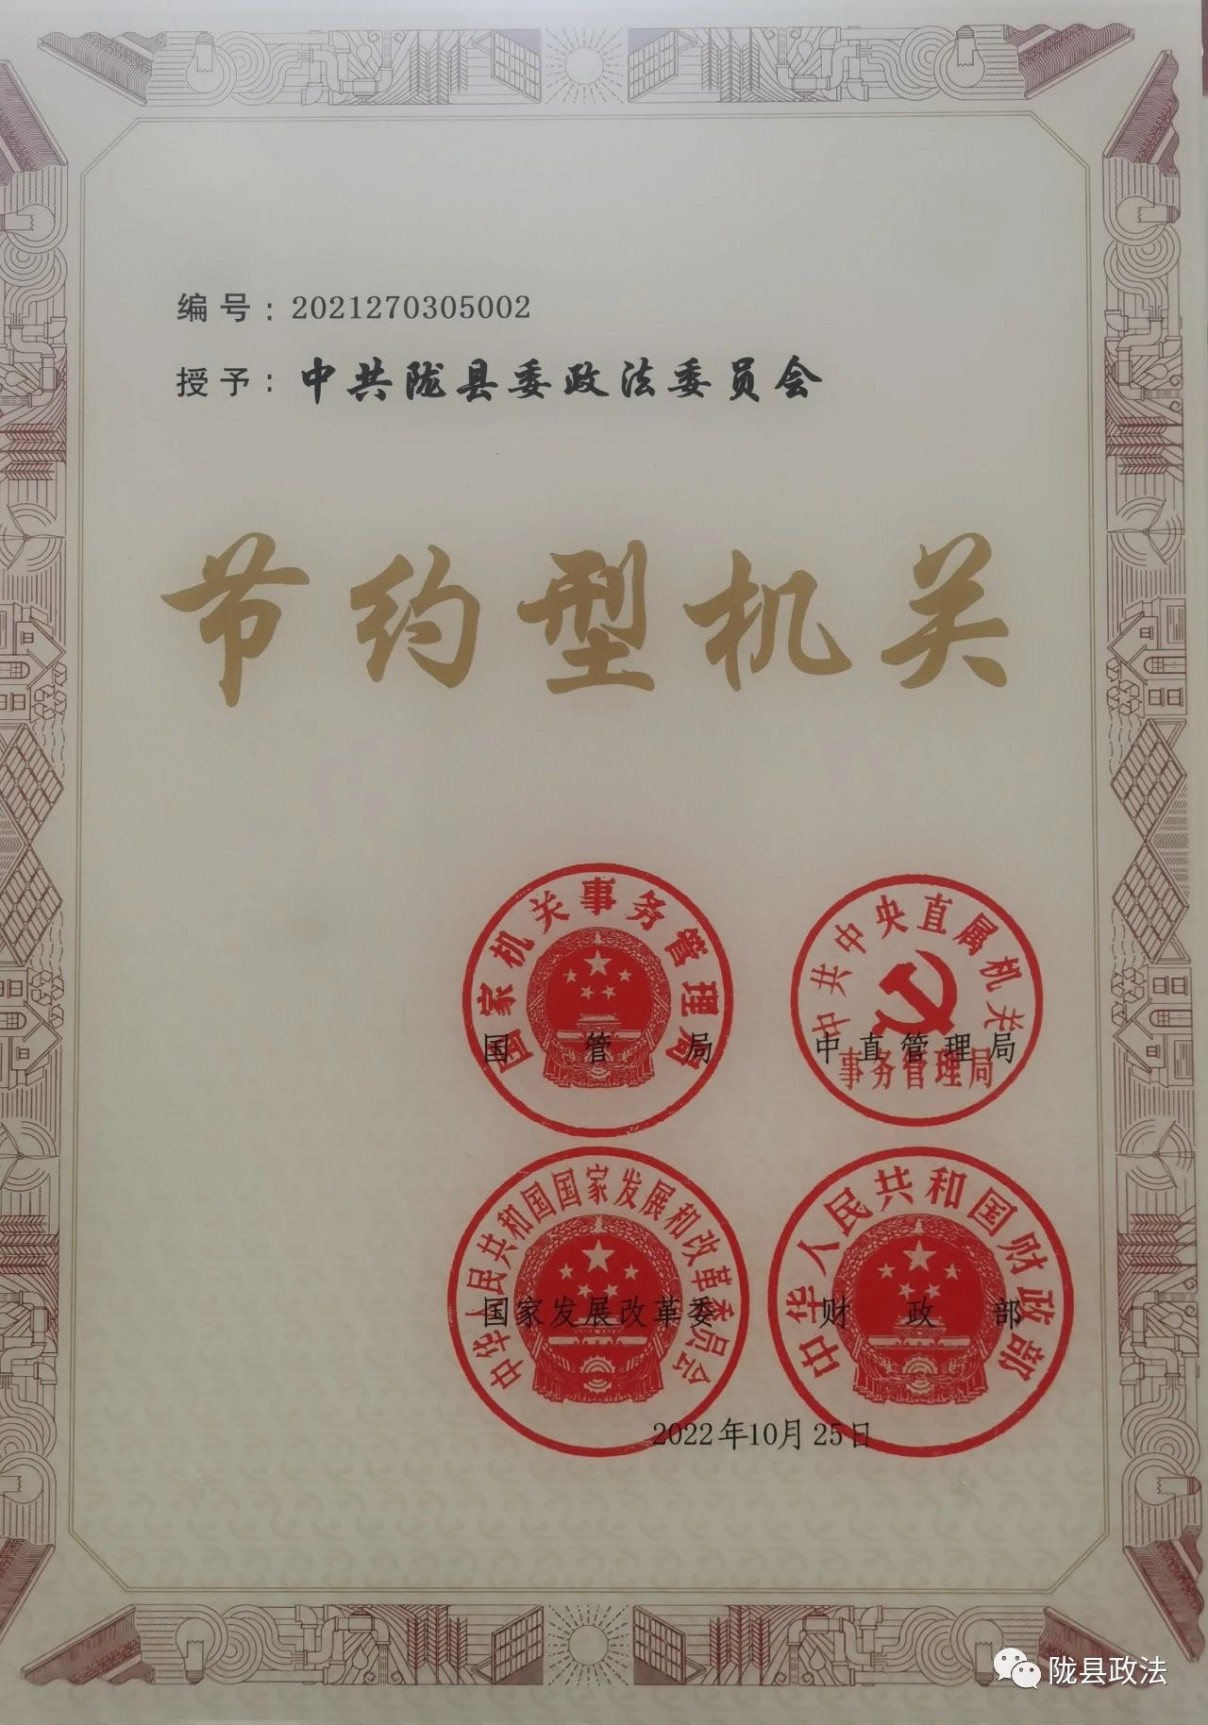 编号：2021270305002
授予：中共陇县委政法委员会
节约型机关
国家机关事务管理局
国管局
中共中央直属机关
事务管理局
中直管理局
中华人民共和国国家发展和改革委员会
国家发展改革委
中华人民共和国财政部
财政部
2022年10月25日
陇县政法